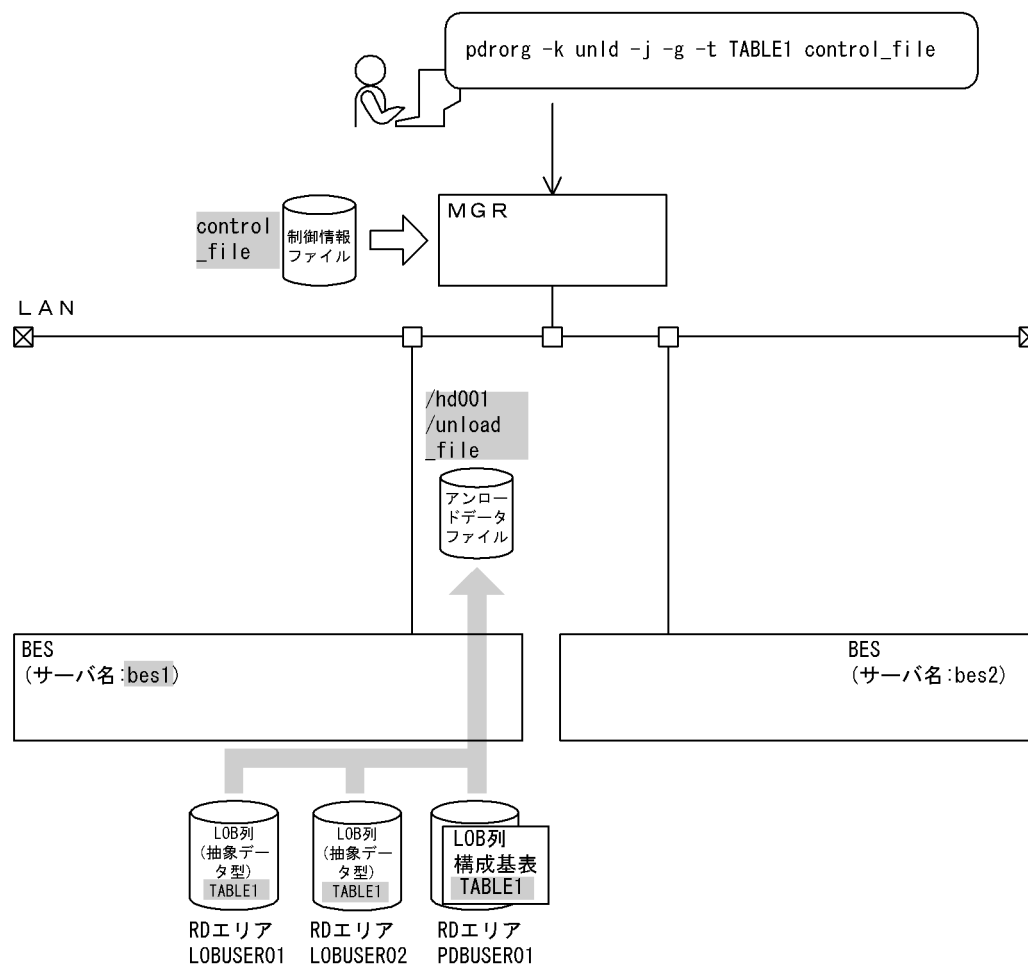 pdrorg -k unld -j -g -t TABLE1 control_file
MGR
control
_file
制御情報
ファイル
LAN
/hd001
/unload
_file
アンロー
ドデータ
ファイル
BES
(サーバ名:bes1)
BES
(サーバ名:bes2)
LOB列
(抽象デー
タ型)
TABLE1
LOB列
(抽象デー
タ型)
TABLE1
LOB列
構成基表
TABLE1
RDエリア
LOBUSER01
RDエリア
LOBUSER02
RDエリア
PDBUSER01